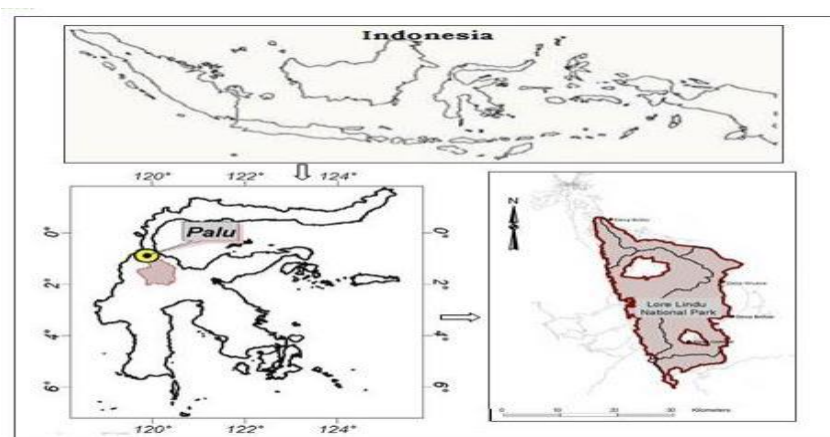 Indonesia
120° 122° 124°
Palu
0° 0°
2° 2°
4° 4°
6° 6°
120° 122° 124°
N
Lore Lindu
National Park
0 10 20 30 Kilometers